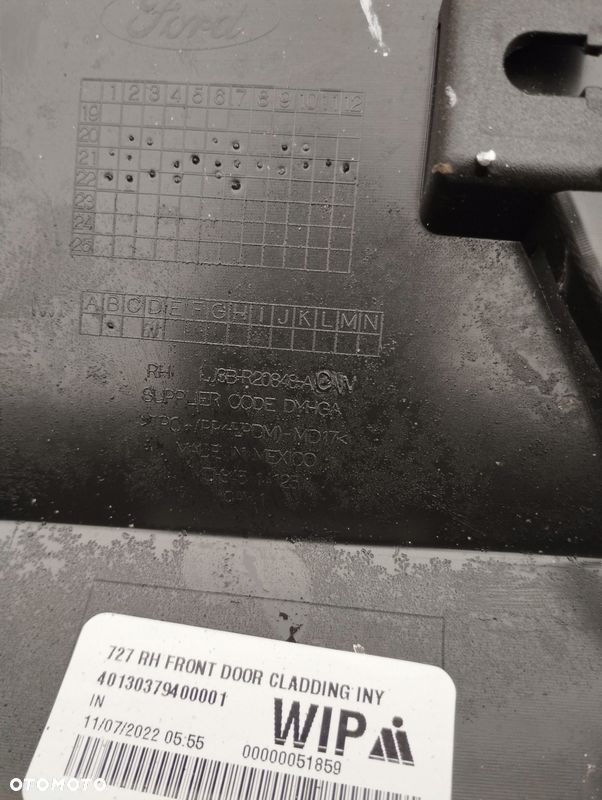 Ford
1 2 3 4 5 6 7 8 9 10 11 12
19
20
21
22
23
24
25
A B C D E F G H I J K L M N
RH
SUPPLIER CODE
MADE IN MEXICO
727 RH FRONT DOOR CLADDING INY
40130379400001
IN
11/07/2022 05:55
00000051859
WIP
OTOMOTO